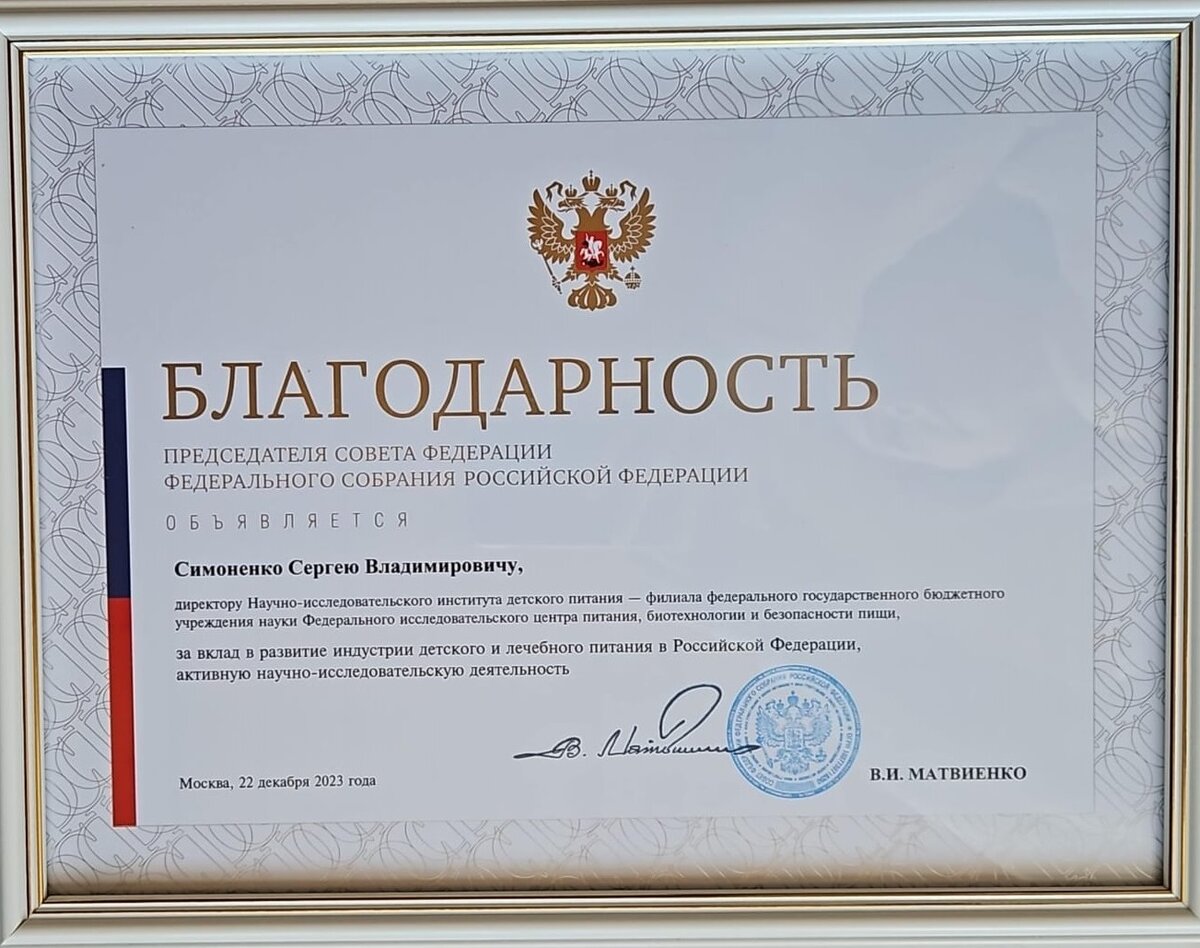 БЛАГОДАРНОСТЬ
ПРЕДСЕДАТЕЛЯ СОВЕТА ФЕДЕРАЦИИ
ФЕДЕРАЛЬНОГО СОБРАНИЯ РОССИЙСКОЙ ФЕДЕРАЦИИ
ОБЪЯВЛЯЕТСЯ
Симоненко Сергею Владимировичу,
директору Научно-исследовательского института детского питания — филиала федерального государственного бюджетного
учреждения науки Федерального исследовательского центра питания, биотехнологии и безопасности пищи,
за вклад в развитие индустрии детского и лечебного питания в Российской Федерации,
активную научно-исследовательскую деятельность
Москва, 22 декабря 2023 года
В.И. МАТВИЕНКО